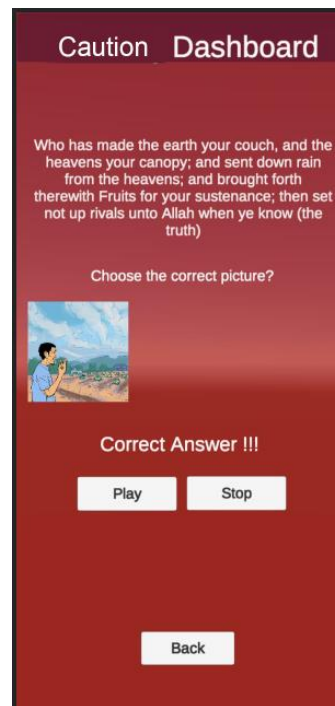 Caution Dashboard
Who has made the earth your couch, and the
heavens your canopy; and sent down rain
from the heavens; and brought forth
therewith Fruits for your sustenance; then set
not up rivals unto Allah when ye know (the
truth)
Choose the correct picture?
Correct Answer !!!
Play Stop
Back